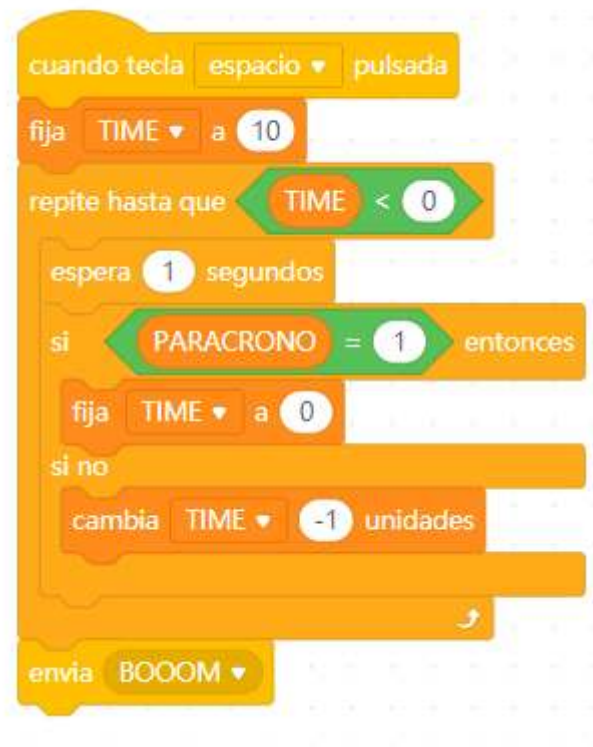 cuando tecla espacio pulsada
fija TIME a 10
repite hasta que TIME < 0
espera 1 segundos
si PARACRONO = 1 entonces
fija TIME a 0
si no
cambia TIME -1 unidades
envia BOOOM